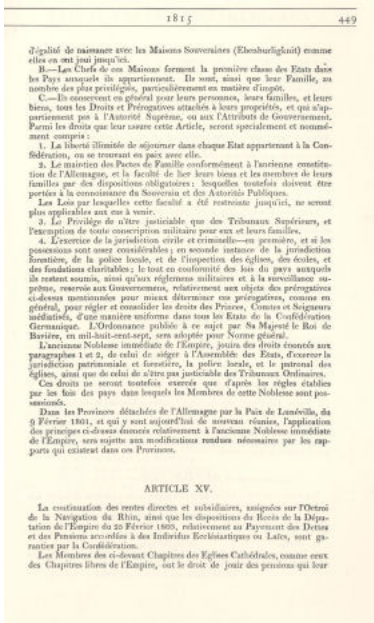 1815
449
d'égalité de naissance avec les Maisons Souveraines (Ebenburligknit) comme
elles en ont joui jusqu'ici.
B.—Les Chefs de ces Maisons forment la première classe des Etats dans
les Pays auxquels ils appartiennent. Ils sont, ainsi que leur Famille, au
nombre des plus privilégiés, particulièrement en matière d'impôt.
C.—Ils conservent en général pour leurs personnes, leurs familles, et leurs
biens, tous les Droits et Prérogatives attachés à leurs propriétés, et qui n'ap-
partiennent pas à l'Autorité Suprême, ou aux l'Attributs de Gouvernement.
Parmi les droits que leur assure cette Article, seront spécialement et nommé-
ment compris :
1. La liberté illimitée de séjourner dans chaque Etat appartenant à la Con-
fédération, ou se trouvant en paix avec elle.
2. Le maintien des Pactes de Famille conformément à l'ancienne constitu-
tion de l'Allemagne, et la faculté de lier leurs biens et les membres de leurs
familles par des dispositions obligatoires ; lesquelles toutefois doivent être
portées à la connoissance du Souverain et des Autorités Publiques.
Les Lois par lesquelles cette faculté a été restreinte jusqu'ici, ne seront
plus applicables aux cas à venir.
3. Le Privilège de n'être justiciable que des Tribunaux Supérieurs, et
l'exemption de toute conscription militaire pour eux et leurs familles.
4. L'exercice de la jurisdiction civile et criminelle—en première, et si les
possessions sont assez considérables ; en seconde instance de la jurisdiction
forestière, de la police locale, et de l'inspection des églises, des écoles, et
des fondations charitables ; le tout en conformité des lois du pays auxquels
ils restent soumis, ainsi qu'aux réglemens militaires et à la surveillance su-
prême, reservée aux Gouvernemens, relativement aux objets des prérogatives
ci-dessus mentionnées pour mieux déterminer ces prérogatives, comme en
général, pour régler et consolider les droits des Princes, Comtes et Seigneurs
médiatisés, d'une manière uniforme dans tous les Etats de la Confédération
Germanique. L'Ordonnance publiée à ce sujet par Sa Majesté le Roi de
Bavière, en mil-huit-cent-sept, sera adoptée pour Norme général.
L'ancienne Noblesse immédiate de l'Empire, jouira des droits énoncés aux
paragraphes 1 et 2, de celui de siéger à l'Assemblée des Etats, d'exercer la
jurisdiction patrimoniale et forestière, la police locale, et le patronat des
églises, ainsi que de celui de n'être pas justiciable des Tribunaux Ordinaires.
Ces droits ne seront toutefois exercés que d'après les régles établies
par les lois des pays dans lesquels les Membres de cette Noblesse sont pos-
sessionés.
Dans les Provinces détachées de l'Allemagne par la Paix de Lunéville, du
9 Février 1801, et qui y sont aujourd'hui de nouveau réunies, l'application
des principes ci-dessus énoncés relativement à l'ancienne Noblesse immédiate
de l'Empire, sera sujette aux modifications rendues nécessaires par les rap-
ports qui existent dans ces Provinces.
ARTICLE XV.
La continuation des rentes directes et subsidiaires, assignées sur l'Octroi
de la Navigation du Rhin, ainsi que les dispositions du Recès de la Députa-
tation de l'Empire du 25 Février 1803, relativement au Payement des Dettes
et des Pensions accordées à des Individus Ecclésiastiques ou Laïcs, sont ga-
ranties par la Confédération.
Les Membres des ci-devant Chapitres des Eglises Cathédrales, comme ceux
des Chapitres libres de l'Empire, ont le droit de jouir des pensions qui leur